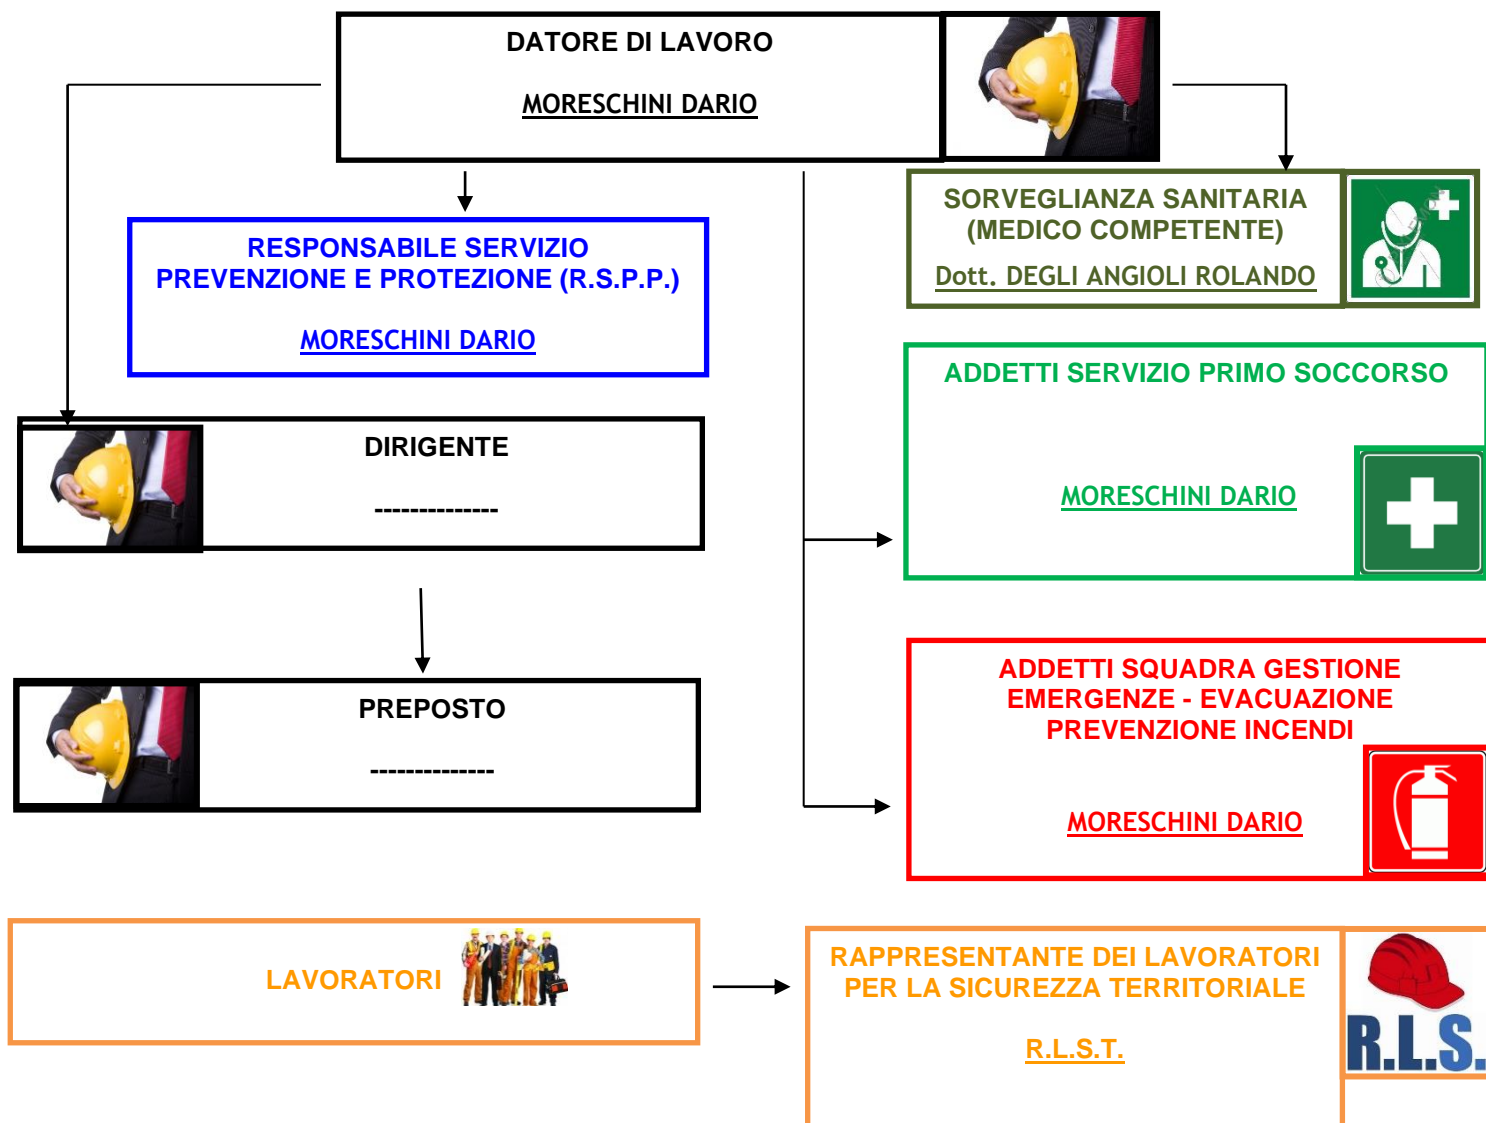 DATORE DI LAVORO
MORESCHINI DARIO
SORVEGLIANZA SANITARIA
(MEDICO COMPETENTE)
Dott. DEGLI ANGIOLI ROLANDO
RESPONSABILE SERVIZIO
PREVENZIONE E PROTEZIONE (R.S.P.P.)
MORESCHINI DARIO
ADDETTI SERVIZIO PRIMO SOCCORSO
MORESCHINI DARIO
DIRIGENTE
--------------
ADDETTI SQUADRA GESTIONE
EMERGENZE - EVACUAZIONE
PREVENZIONE INCENDI
MORESCHINI DARIO
PREPOSTO
--------------
LAVORATORI
RAPPRESENTANTE DEI LAVORATORI
PER LA SICUREZZA TERRITORIALE
R.L.S.T.
R.L.S.